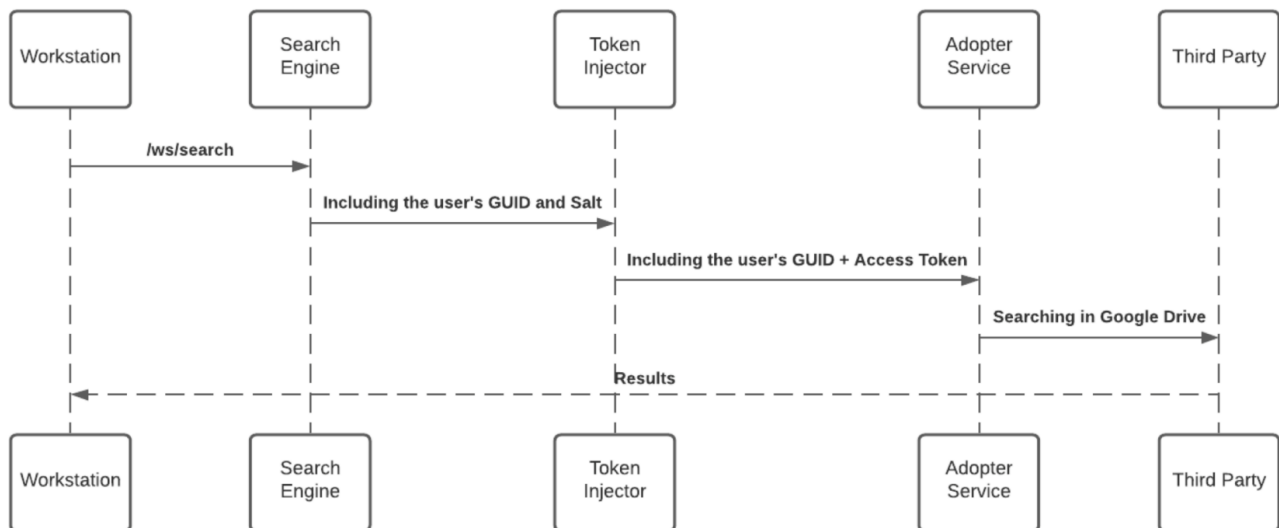 Workstation
Search
Engine
Token
Injector
Adopter
Service
Third Party
/ws/search
Including the user's GUID and Salt
Including the user's GUID + Access Token
Searching in Google Drive
Results
Workstation
Search
Engine
Token
Injector
Adopter
Service
Third Party